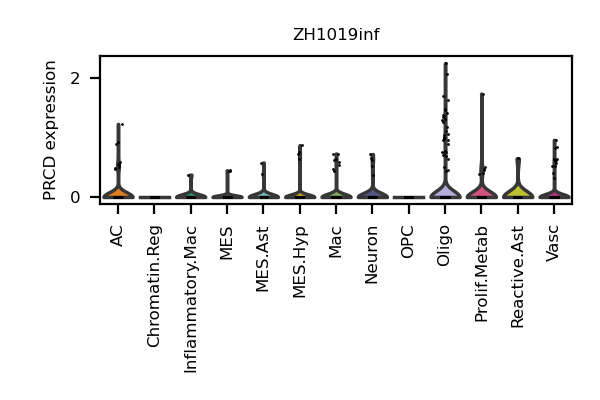 ZH1019inf
PRCD expression
2
0
AC
Chromatin.Reg
Inflammatory.Mac
MES
MES.Ast
MES.Hyp
Mac
Neuron
OPC
Oligo
Prolif.Metab
Reactive.Ast
Vasc